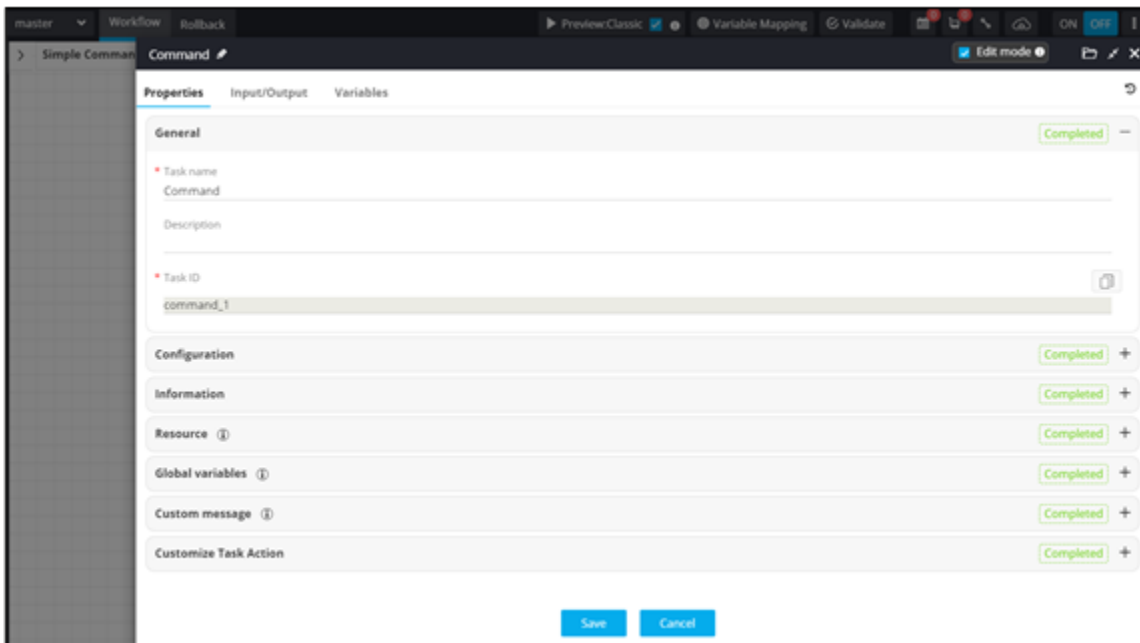 master Workflow Rollback Preview:Classic Variable Mapping Validate ON OFF
Simple Comman Command Edit mode
Properties Input/Output Variables
General Completed
* Task name
Command
Description
* Task ID
command_1
Configuration Completed
Information Completed
Resource Completed
Global variables Completed
Custom message Completed
Customize Task Action Completed
Save Cancel